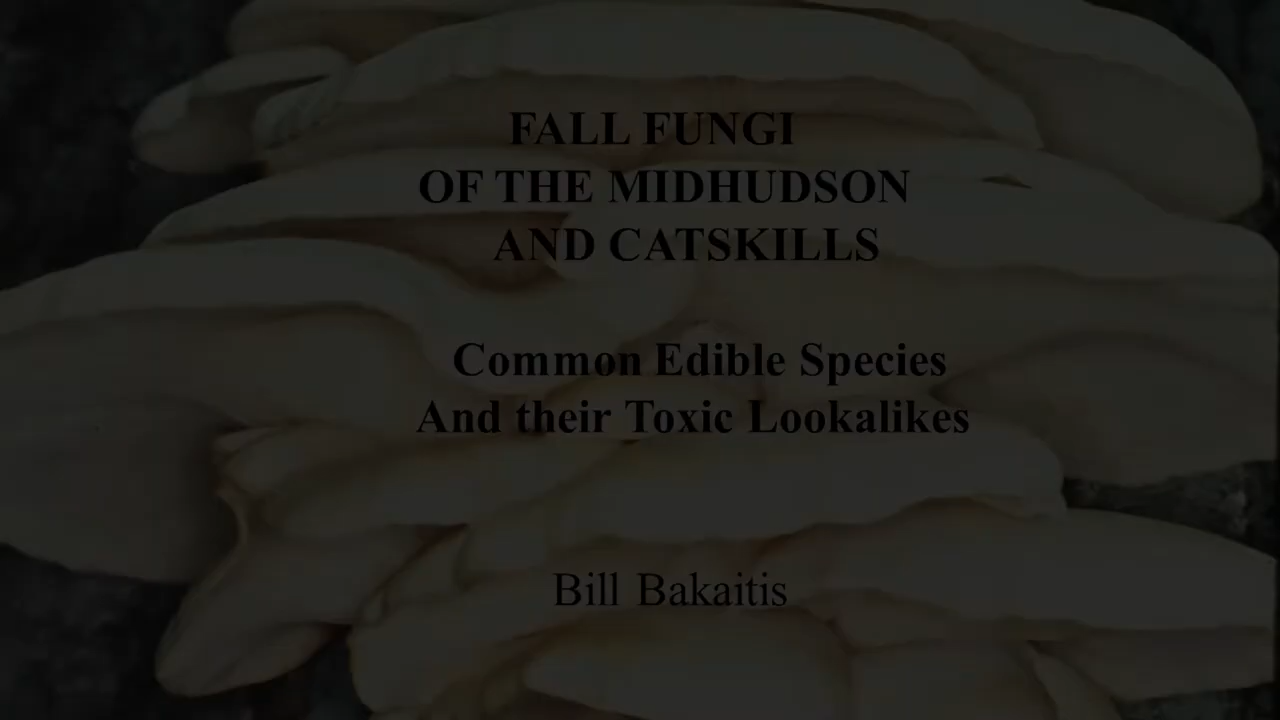 FALL FUNGI
OF THE MIDHUDSON
AND CATSKILLS
Common Edible Species
And their Toxic Lookalikes
Bill Bakaitis